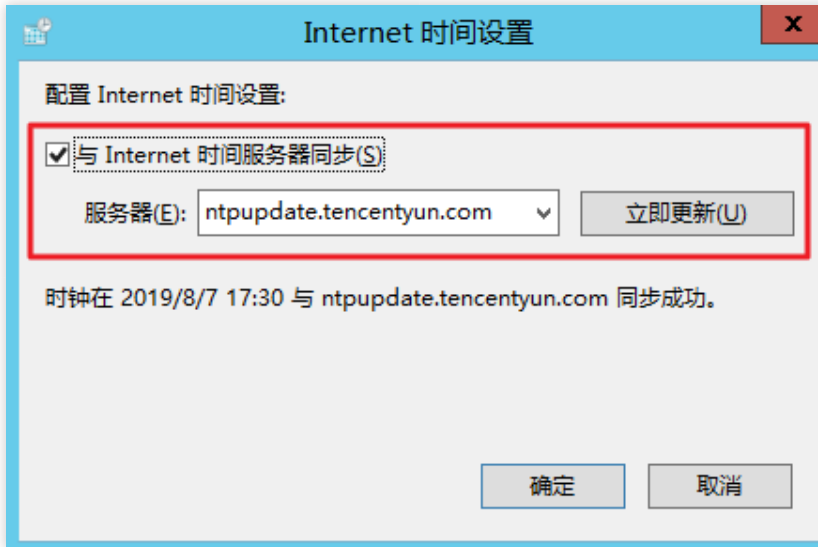 Internet 时间设置
x
配置 Internet 时间设置:
与 Internet 时间服务器同步(S)
服务器(E): ntpupdate.tencentyun.com 立即更新(U)
时钟在 2019/8/7 17:30 与 ntpupdate.tencentyun.com 同步成功。
确定 取消